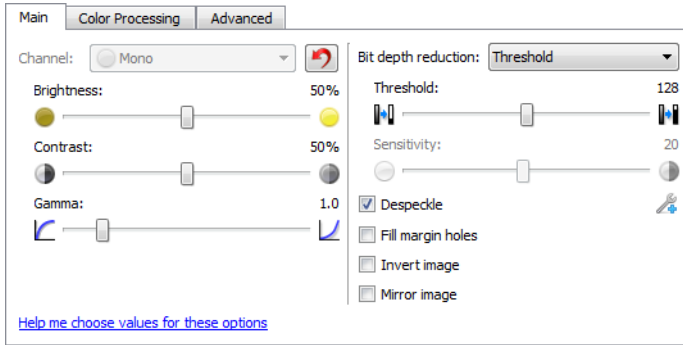 Main Color Processing Advanced
Channel: Mono
Brightness: 50%
Contrast: 50%
Gamma: 1.0
Help me choose values for these options
Bit depth reduction: Threshold
Threshold: 128
Sensitivity: 20
Despeckle
Fill margin holes
Invert image
Mirror image